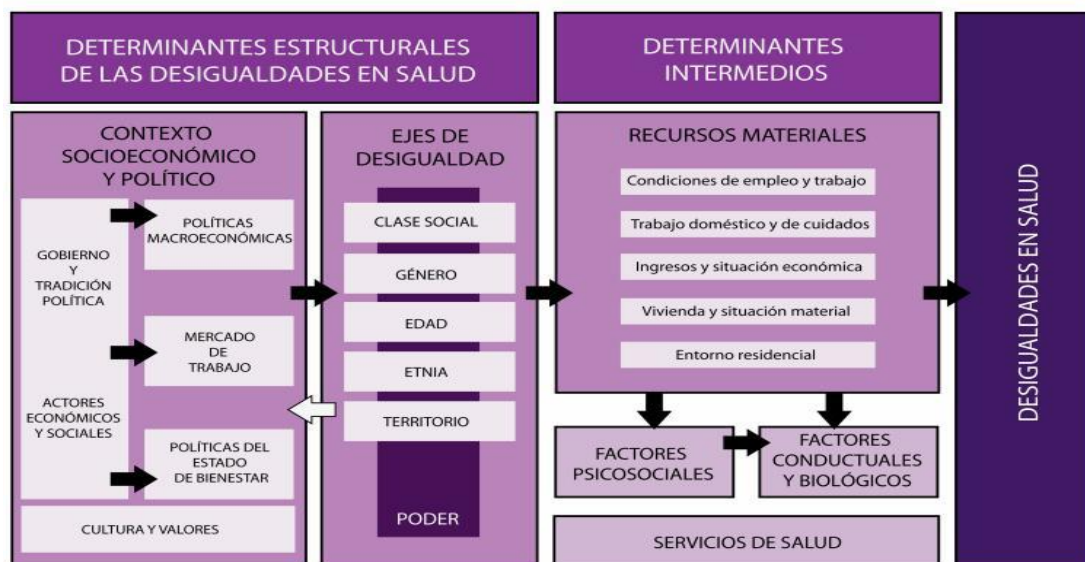 DETERMINANTES ESTRUCTURALES
DE LAS DESIGUALDADES EN SALUD
CONTEXTO
SOCIOECONÓMICO
Y POLÍTICO
GOBIERNO
Y
TRADICIÓN
POLÍTICA
ACTORES
ECONÓMICOS
Y SOCIALES
POLÍTICAS
MACROECONÓMICAS
MERCADO
DE
TRABAJO
POLÍTICAS DEL
ESTADO
DE BIENESTAR
CULTURA Y VALORES
EJES DE
DESIGUALDAD
CLASE SOCIAL
GÉNERO
EDAD
ETNIA
TERRITORIO
PODER
DETERMINANTES
INTERMEDIOS
RECURSOS MATERIALES
Condiciones de empleo y trabajo
Trabajo doméstico y de cuidados
Ingresos y situación económica
Vivienda y situación material
Entorno residencial
FACTORES
PSICOSOCIALES
FACTORES
CONDUCTUALES
Y BIOLÓGICOS
SERVICIOS DE SALUD
DESIGUALDADES EN SALUD